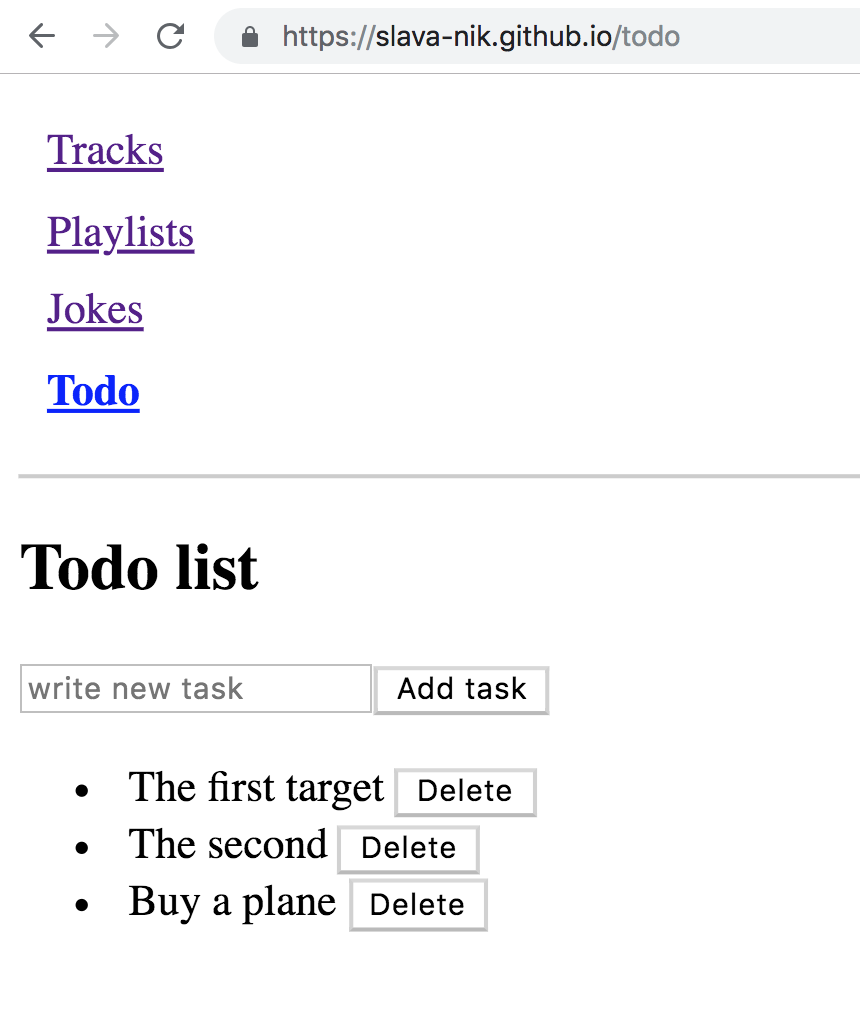 https://slava-nik.github.io/todo
Tracks
Playlists
Jokes
Todo
Todo list
write new task Add task
The first target Delete
The second Delete
Buy a plane Delete